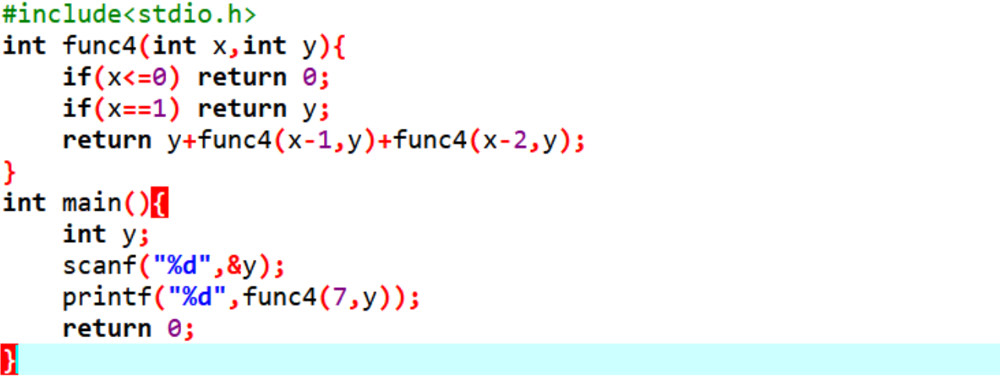 #include<stdio.h>
int func4(int x,int y){
    if(x<=0) return 0;
    if(x==1) return y;
    return y+func4(x-1,y)+func4(x-2,y);
}
int main(){
    int y;
    scanf("%d",&y);
    printf("%d",func4(7,y));
    return 0;
}